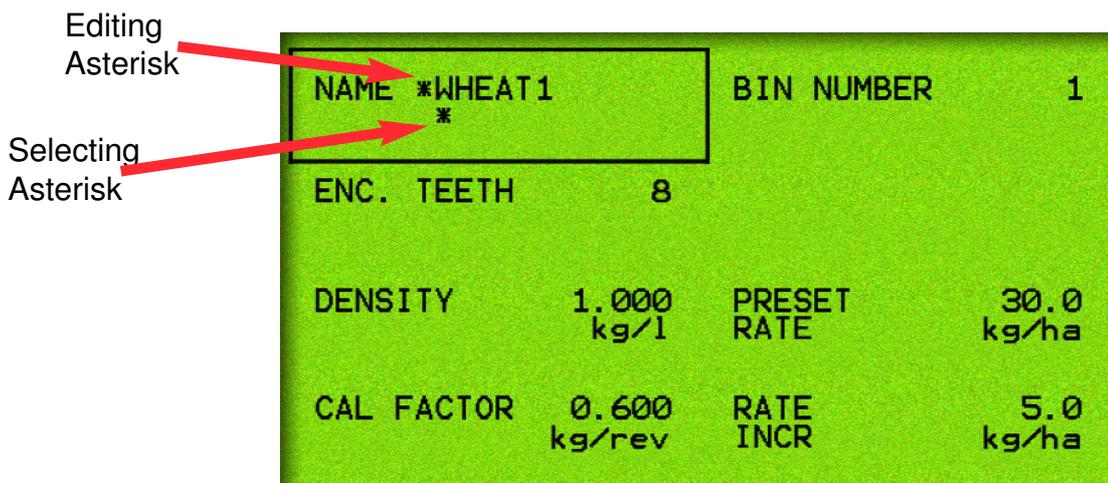 Editing
Asterisk
NAME *WHEAT1
*
BIN NUMBER 1
Selecting
Asterisk
ENC. TEETH 8
DENSITY 1.000
kg/l
PRESET 30.0
RATE kg/ha
CAL FACTOR 0.600
kg/rev
RATE 5.0
INCR kg/ha